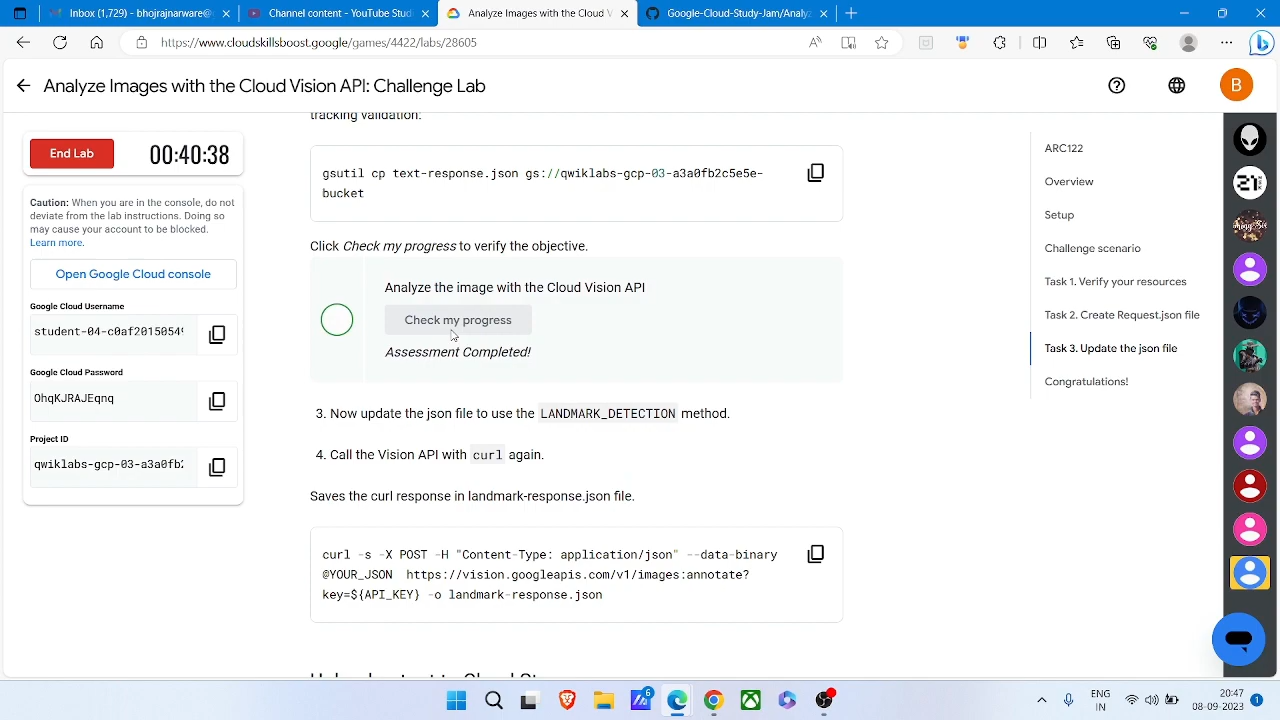 Inbox (1,729) - bhojrajnarware@
Channel content - YouTube Stud
Analyze Images with the Cloud V
Google-Cloud-Study-Jam/Analyz
https://www.cloudskillsboost.google/games/4422/labs/28605
Analyze Images with the Cloud Vision API: Challenge Lab
B
End Lab
00:40:38
Caution: When you are in the console, do not
deviate from the lab instructions. Doing so
may cause your account to be blocked.
Learn more.
Open Google Cloud console
Google Cloud Username
student-04-c0af2015054
Google Cloud Password
OhqKJRAJEqnq
Project ID
qwiklabs-gcp-03-a3a0fb2
tracking validation:
gsutil cp text-response.json gs://qwiklabs-gcp-03-a3a0fb2c5e5e-
bucket
Click Check my progress to verify the objective.
Analyze the image with the Cloud Vision API
Check my progress
Assessment Completed!
3. Now update the json file to use the LANDMARK_DETECTION method.
4. Call the Vision API with curl again.
Saves the curl response in landmark-response.json file.
curl -s -X POST -H "Content-Type: application/json" --data-binary
@YOUR_JSON https://vision.googleapis.com/v1/images:annotate?
key=${API_KEY} -o landmark-response.json
ARC122
Overview
Setup
Challenge scenario
Task 1. Verify your resources
Task 2. Create Request.json file
Task 3. Update the json file
Congratulations!
21
6
ENG
IN
20:47
08-09-2023
1